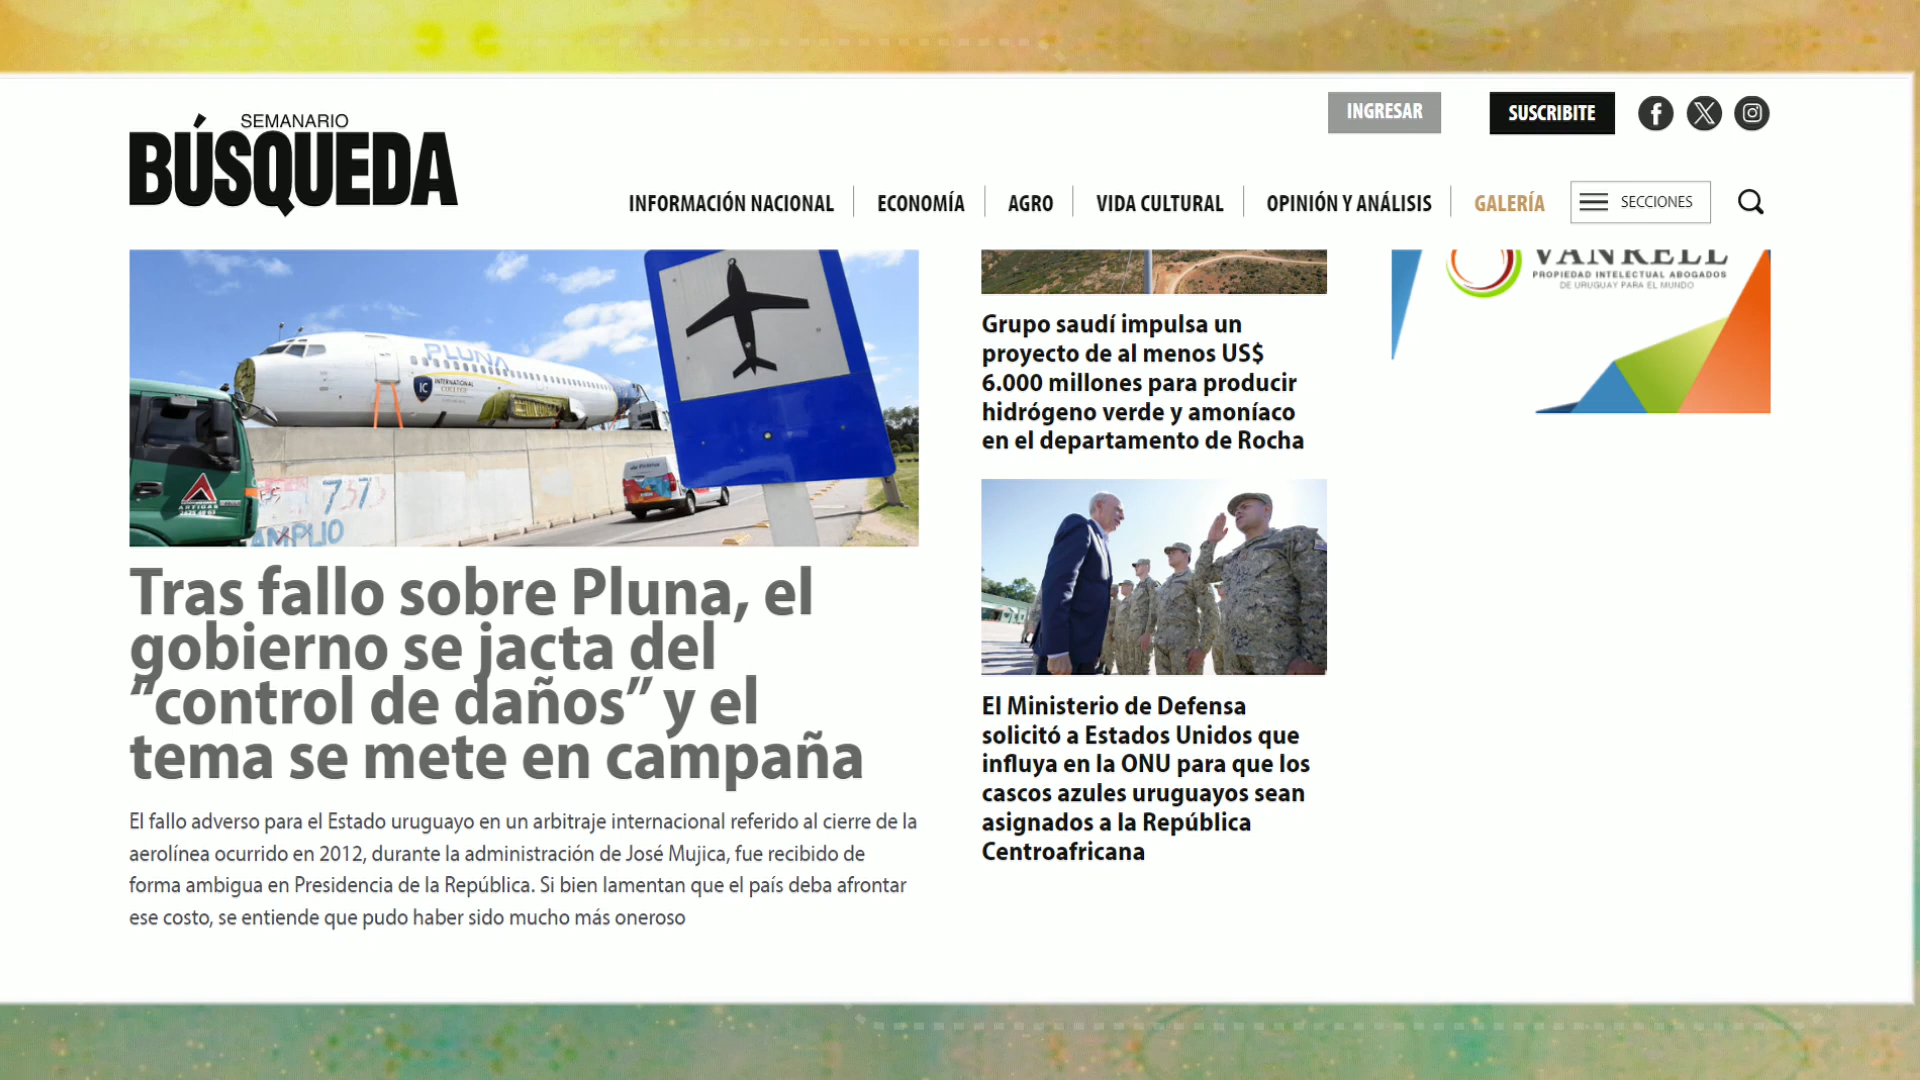 SEMANARIO
BÚSQUEDA
INGRESAR
SUSCRIBITE
INFORMACIÓN NACIONAL
ECONOMÍA
AGRO
VIDA CULTURAL
OPINIÓN Y ANÁLISIS
GALERÍA
SECCIONES
PLUNA
IC
INTERNATIONAL
COLLEGE
737
ARTIGAS
AMPLIO
Tras fallo sobre Pluna, el
gobierno se jacta del
“control de daños” y el
tema se mete en campaña
El fallo adverso para el Estado uruguayo en un arbitraje internacional referido al cierre de la
aerolínea ocurrido en 2012, durante la administración de José Mujica, fue recibido de
forma ambigua en Presidencia de la República. Si bien lamentan que el país deba afrontar
ese costo, se entiende que pudo haber sido mucho más oneroso
Grupo saudí impulsa un
proyecto de al menos US$
6.000 millones para producir
hidrógeno verde y amoníaco
en el departamento de Rocha
El Ministerio de Defensa
solicitó a Estados Unidos que
influya en la ONU para que los
cascos azules uruguayos sean
asignados a la República
Centroafricana
VANRELL
PROPIEDAD INTELECTUAL ABOGADOS
DE URUGUAY PARA EL MUNDO